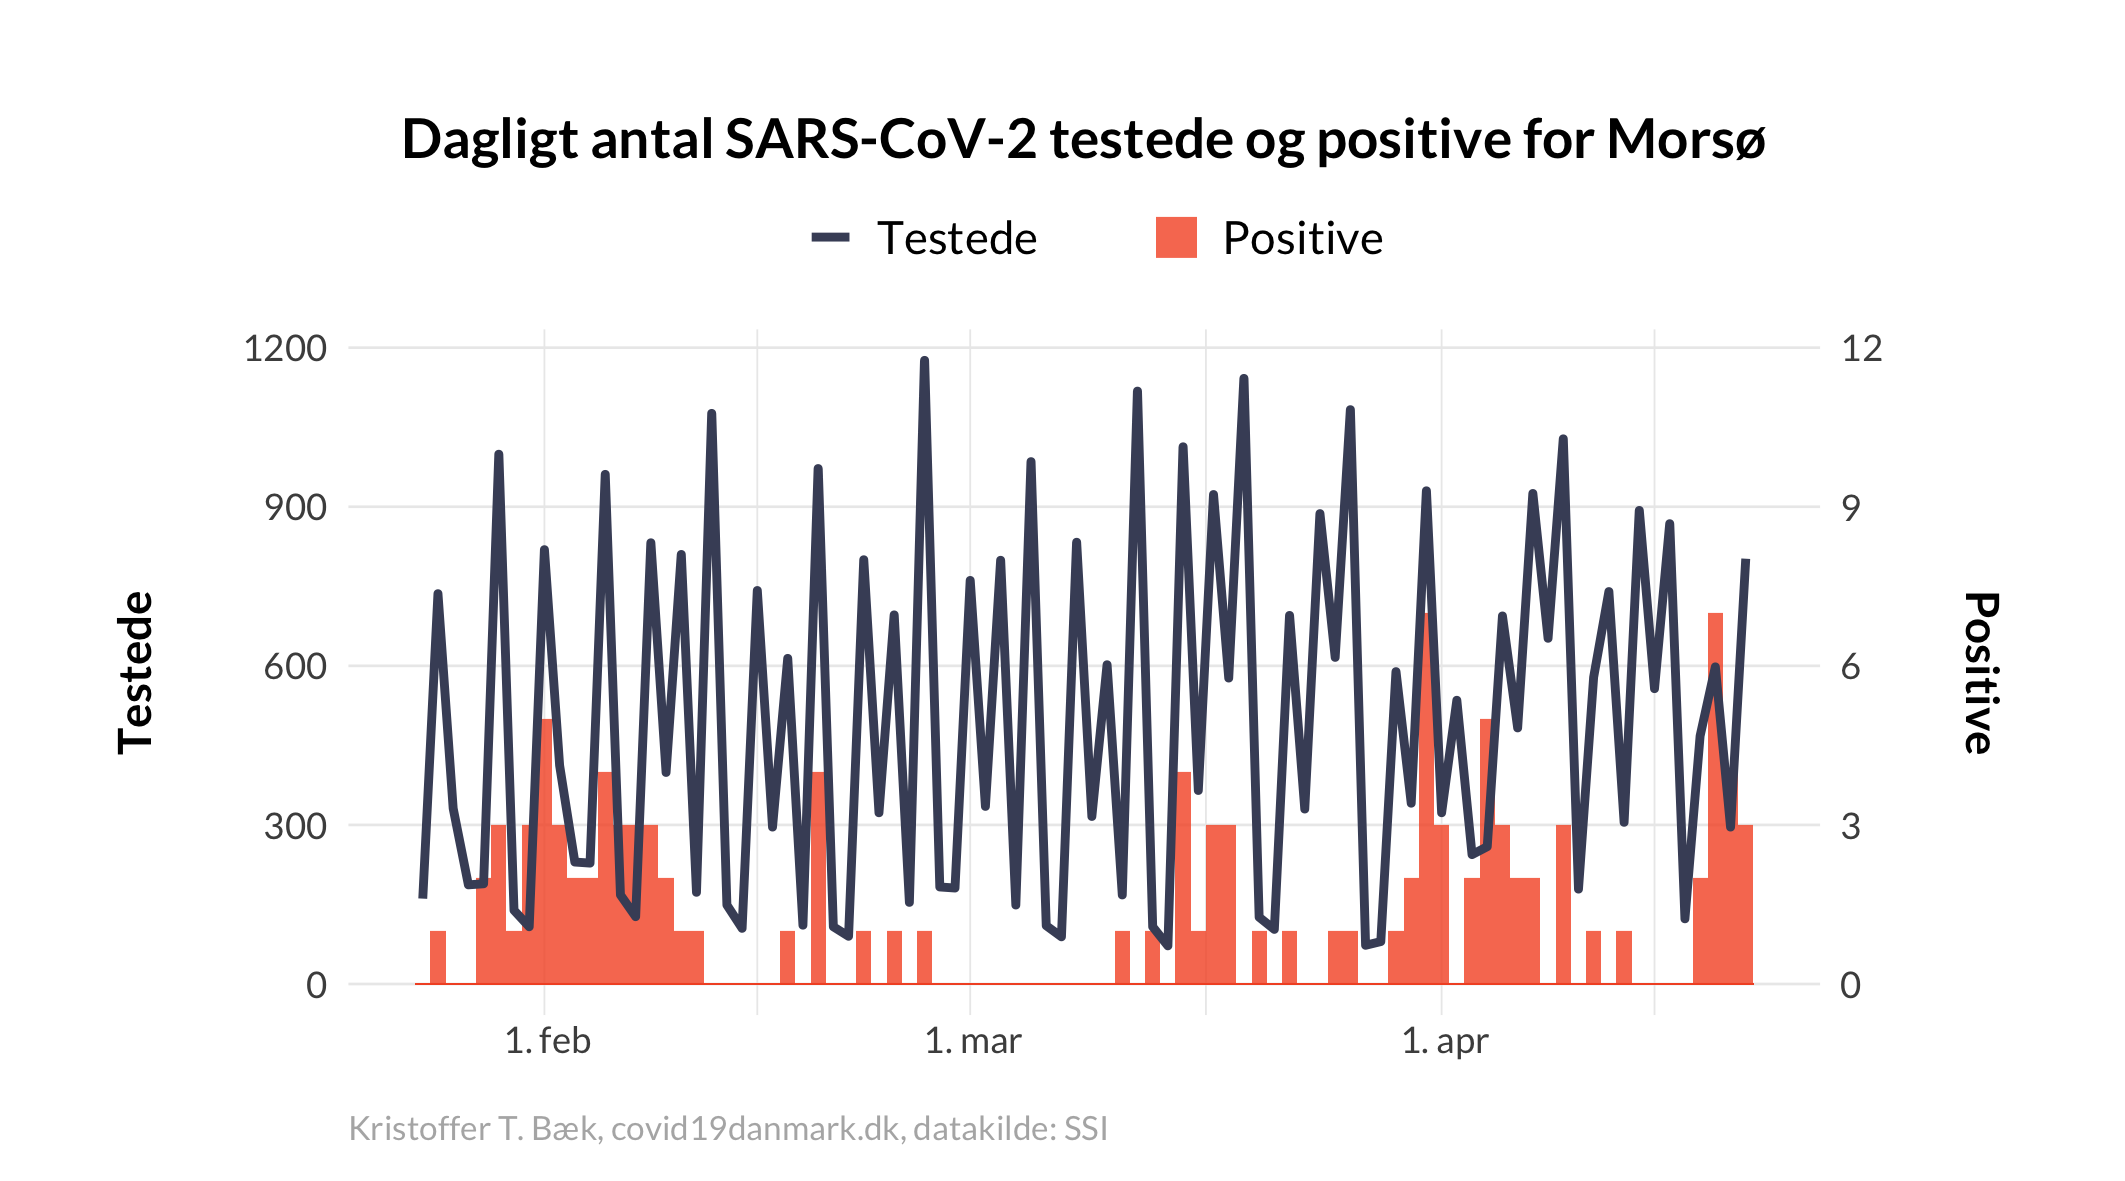 Dagligt antal SARS-CoV-2 testede og positive for Morsø
Testede Positive
1200 12
900 9
600 6
300 3
0 0
Testede
Positive
1. feb 1. mar 1. apr
Kristoffer T. Bæk, covid19danmark.dk, datakilde: SSI